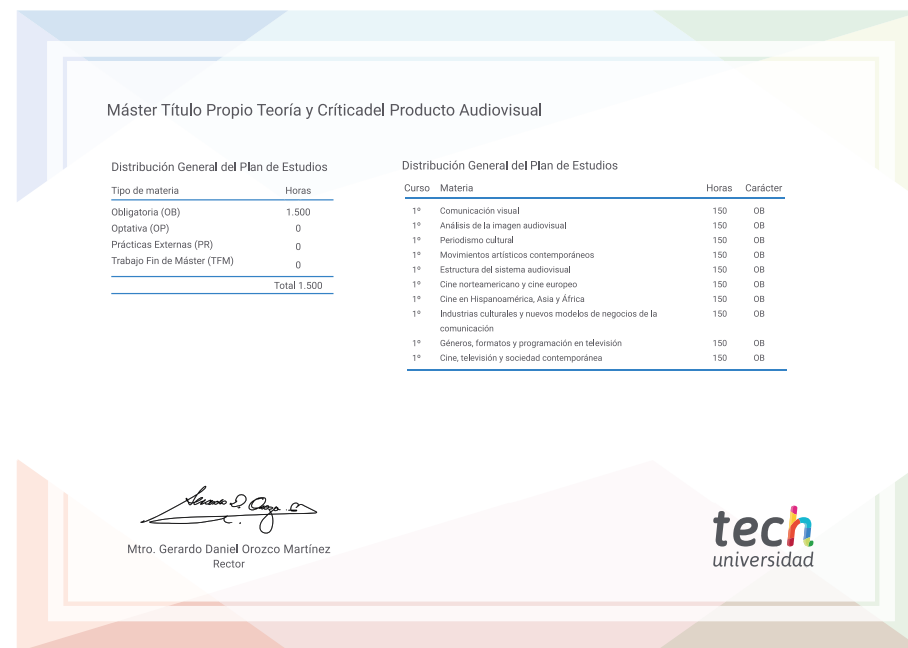 Máster Título Propio Teoría y Críticadel Producto Audiovisual
Distribución General del Plan de Estudios
Tipo de materia Horas
Obligatoria (OB) 1.500
Optativa (OP) 0
Prácticas Externas (PR) 0
Trabajo Fin de Máster (TFM) 0
Total 1.500
Distribución General del Plan de Estudios
Curso Materia Horas Carácter
1º Comunicación visual 150 OB
1º Análisis de la imagen audiovisual 150 OB
1º Periodismo cultural 150 OB
1º Movimientos artísticos contemporáneos 150 OB
1º Estructura del sistema audiovisual 150 OB
1º Cine norteamericano y cine europeo 150 OB
1º Cine en Hispanoamérica, Asia y África 150 OB
1º Industrias culturales y nuevos modelos de negocios de la 150 OB
comunicación
1º Géneros, formatos y programación en televisión 150 OB
1º Cine, televisión y sociedad contemporánea 150 OB
Mtro. Gerardo Daniel Orozco Martínez
Rector
tech
universidad